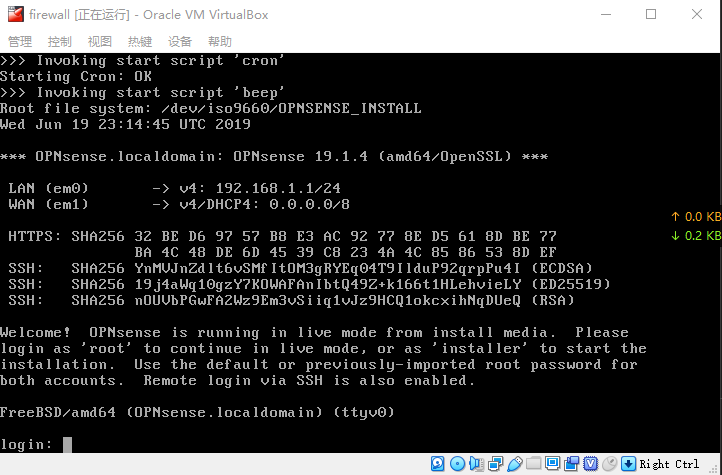 firewall [正在运行] - Oracle VM VirtualBox
管理 控制 视图 热键 设备 帮助
>>> Invoking start script 'cron'
Starting Cron: OK
>>> Invoking start script 'beep'
Root file system: /dev/iso9660/OPNSENSE_INSTALL
Wed Jun 19 23:14:45 UTC 2019
*** OPNsense.localdomain: OPNsense 19.1.4 (amd64/OpenSSL) ***
LAN (em0) -> v4: 192.168.1.1/24
WAN (em1) -> v4/DHCP4: 0.0.0.0/8
↑ 0.0 KB
↓ 0.2 KB
HTTPS: SHA256 32 BE D6 97 57 B8 E3 AC 92 77 8E D5 61 8D BE 77
BA 4C 48 DE 6D 45 39 C8 23 4A 4C 85 86 53 8D EF
SSH: SHA256 YnMVJnZdlt6vSMfItOM3gRYEq04T9IlduP92qrpPu4I (ECDSA)
SSH: SHA256 19j4aWq10gzY7KOWAFAnIbtQ49Z+k166t1HLehvieLY (ED25519)
SSH: SHA256 nOUVbPGwFA2Wz9Em3vSiiq1vJz9HCQ1okcxihNqDUeQ (RSA)
Welcome! OPNsense is running in live mode from install media. Please
login as 'root' to continue in live mode, or as 'installer' to start the
installation. Use the default or previously-imported root password for
both accounts. Remote login via SSH is also enabled.
FreeBSD/amd64 (OPNsense.localdomain) (ttyv0)
login:
Right Ctrl